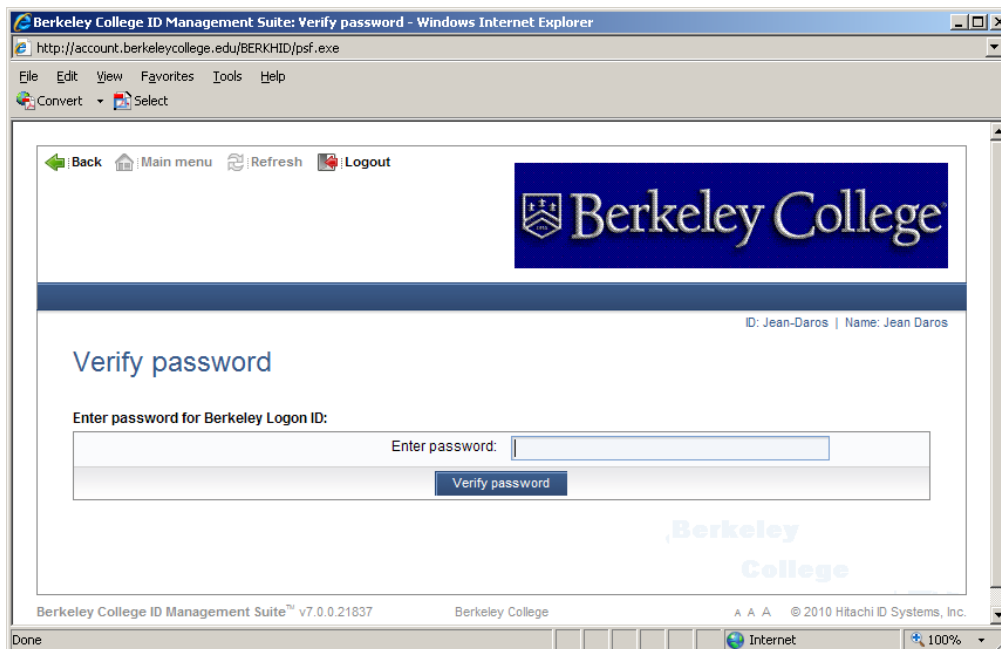 Berkeley College ID Management Suite: Verify password - Windows Internet Explorer
http://account.berkeleycollege.edu/BERKHID/psf.exe
File Edit View Favorites Tools Help
Convert Select
Back Main menu Refresh Logout
Berkeley College
ID: Jean-Daros | Name: Jean Daros
Verify password
Enter password for Berkeley Logon ID:
Enter password:
Verify password
Berkeley
College
Berkeley College ID Management Suite™ v7.0.0.21837 Berkeley College A A A © 2010 Hitachi ID Systems, Inc.
Done Internet 100%